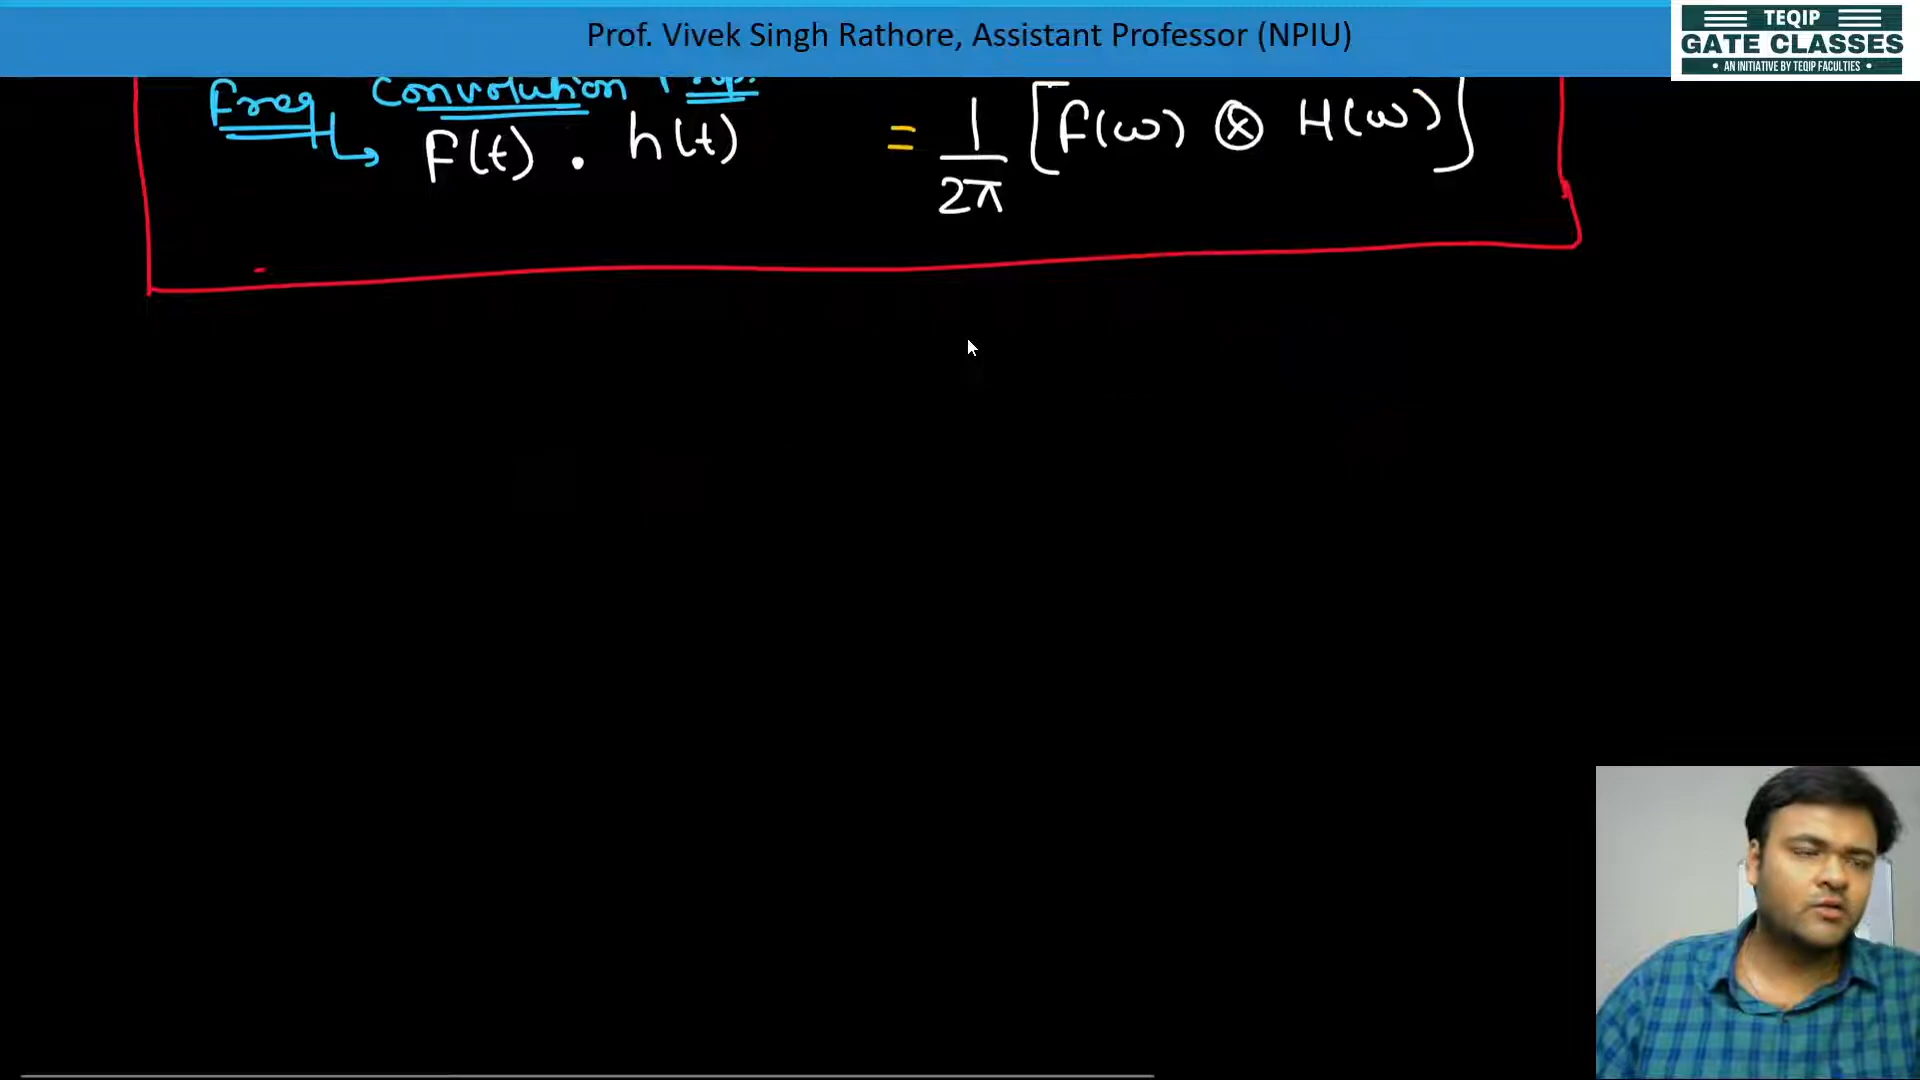 Prof. Vivek Singh Rathore, Assistant Professor (NPIU)
TEQIP
GATE CLASSES
• AN INITIATIVE BY TEQIP FACULTIES •
Freq Convolution
f(t) . h(t) = 1/2π [F(ω) ⊗ H(ω)]